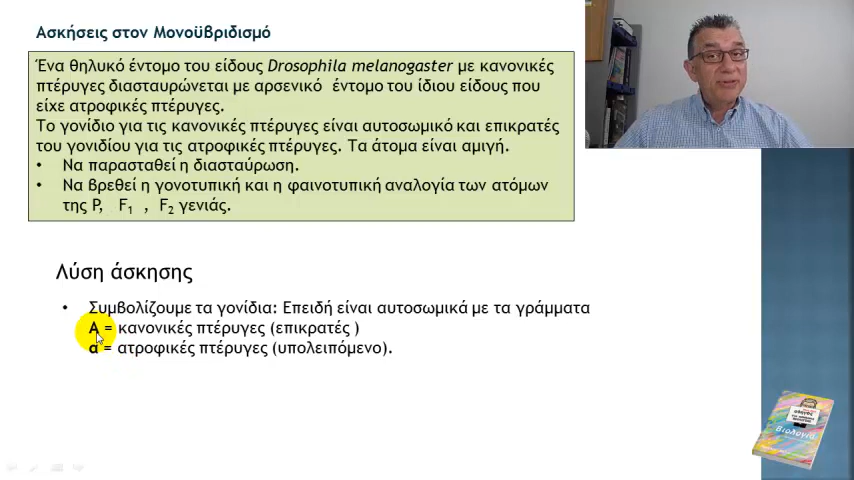 Ασκήσεις στον Μονοϋβριδισμό
Ένα θηλυκό έντομο του είδους Drosophila melanogaster με κανονικές
πτέρυγες διασταυρώνεται με αρσενικό έντομο του ίδιου είδους που
είχε ατροφικές πτέρυγες.
Το γονίδιο για τις κανονικές πτέρυγες είναι αυτοσωμικό και επικρατές
του γονιδίου για τις ατροφικές πτέρυγες. Τα άτομα είναι αμιγή.
• Να παρασταθεί η διασταύρωση.
• Να βρεθεί η γονοτυπική και η φαινοτυπική αναλογία των ατόμων
της P, F1 , F2 γενιάς.
Λύση άσκησης
• Συμβολίζουμε τα γονίδια: Επειδή είναι αυτοσωμικά με τα γράμματα
Α = κανονικές πτέρυγες (επικρατές )
α = ατροφικές πτέρυγες (υπολειπόμενο).
Βιολογία